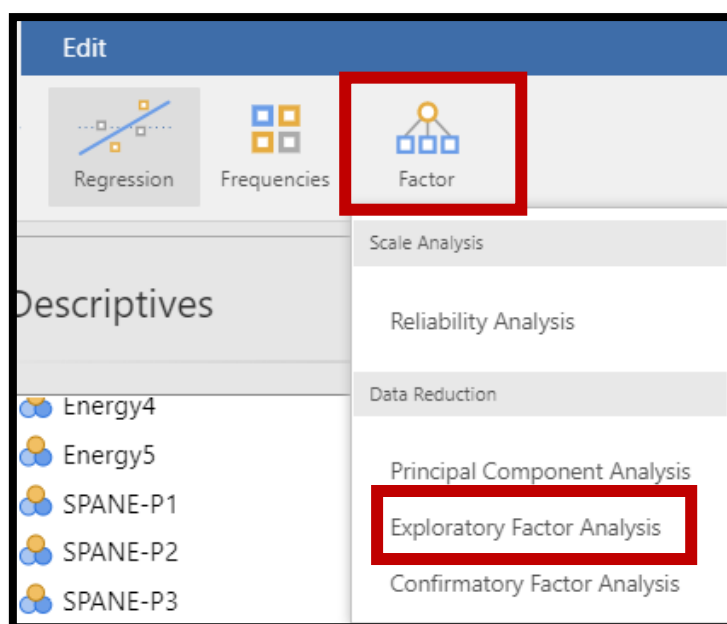 Edit
Regression
Frequencies
Factor
Scale Analysis
Descriptives
Reliability Analysis
Data Reduction
Energy4
Energy5
Principal Component Analysis
SPANE-P1
Exploratory Factor Analysis
SPANE-P2
Confirmatory Factor Analysis
SPANE-P3